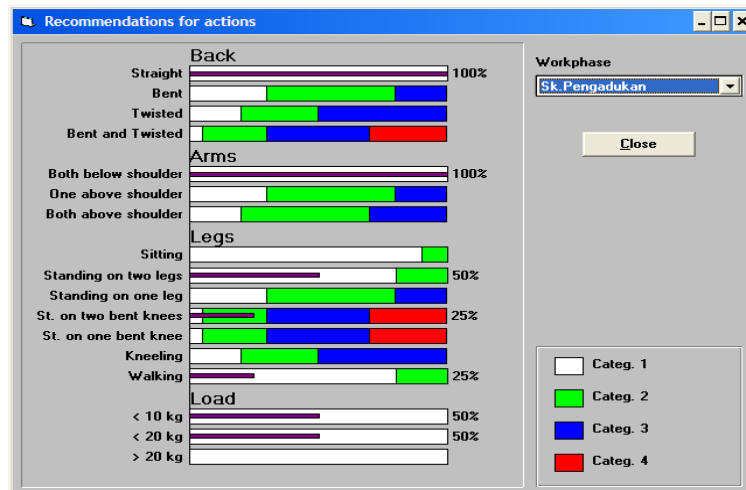 Recommendations for actions
Back
Straight 100%
Bent
Twisted
Bent and Twisted
Arms
Both below shoulder 100%
One above shoulder
Both above shoulder
Legs
Sitting
Standing on two legs 50%
Standing on one leg
St. on two bent knees 25%
St. on one bent knee
Kneeling
Walking 25%
Load
< 10 kg 50%
< 20 kg 50%
> 20 kg
Workphase
Sk.Pengadukan
Close
Categ. 1
Categ. 2
Categ. 3
Categ. 4